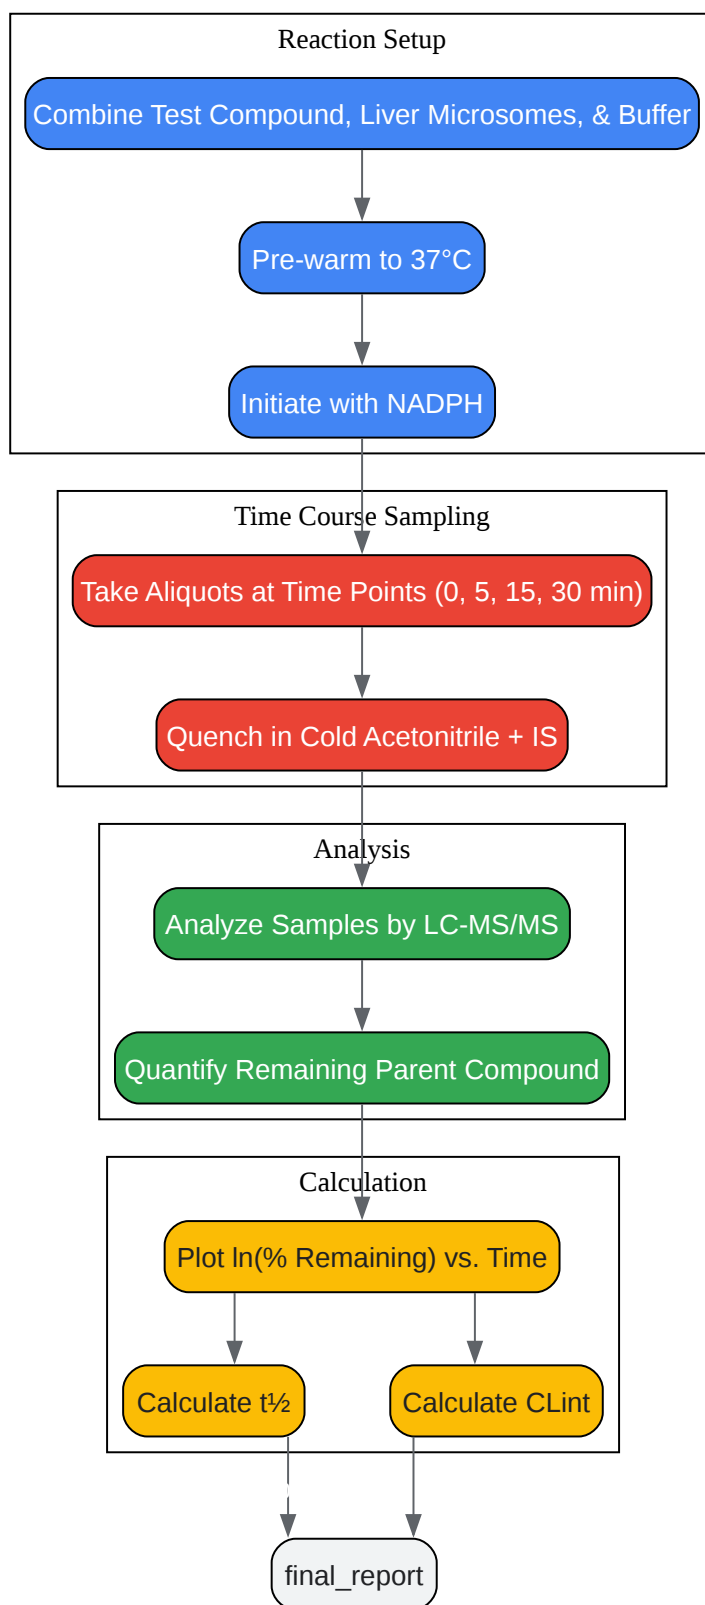 Reaction Setup
Combine Test Compound, Liver Microsomes, & Buffer
Pre-warm to 37°C
Initiate with NADPH
Time Course Sampling
Take Aliquots at Time Points (0, 5, 15, 30 min)
Quench in Cold Acetonitrile + IS
Analysis
Analyze Samples by LC-MS/MS
Quantify Remaining Parent Compound
Calculation
Plot ln(% Remaining) vs. Time
Calculate t½
Calculate CLint
final_report